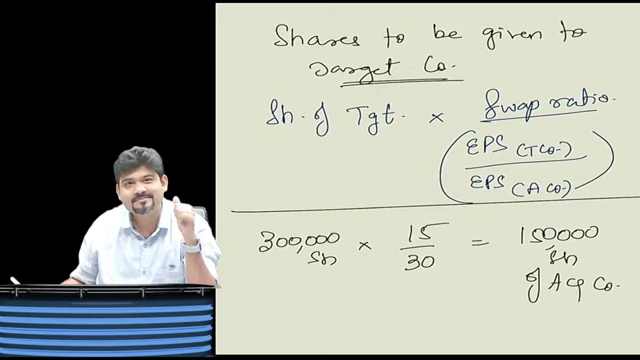 Shares to be given to
Target Co.
Sh. of Tgt. × Swap ratio.
(EPS (T Co.) / EPS (A Co.))
300,000 Sh × 15/30 = 150000 Sh
of Acq Co.